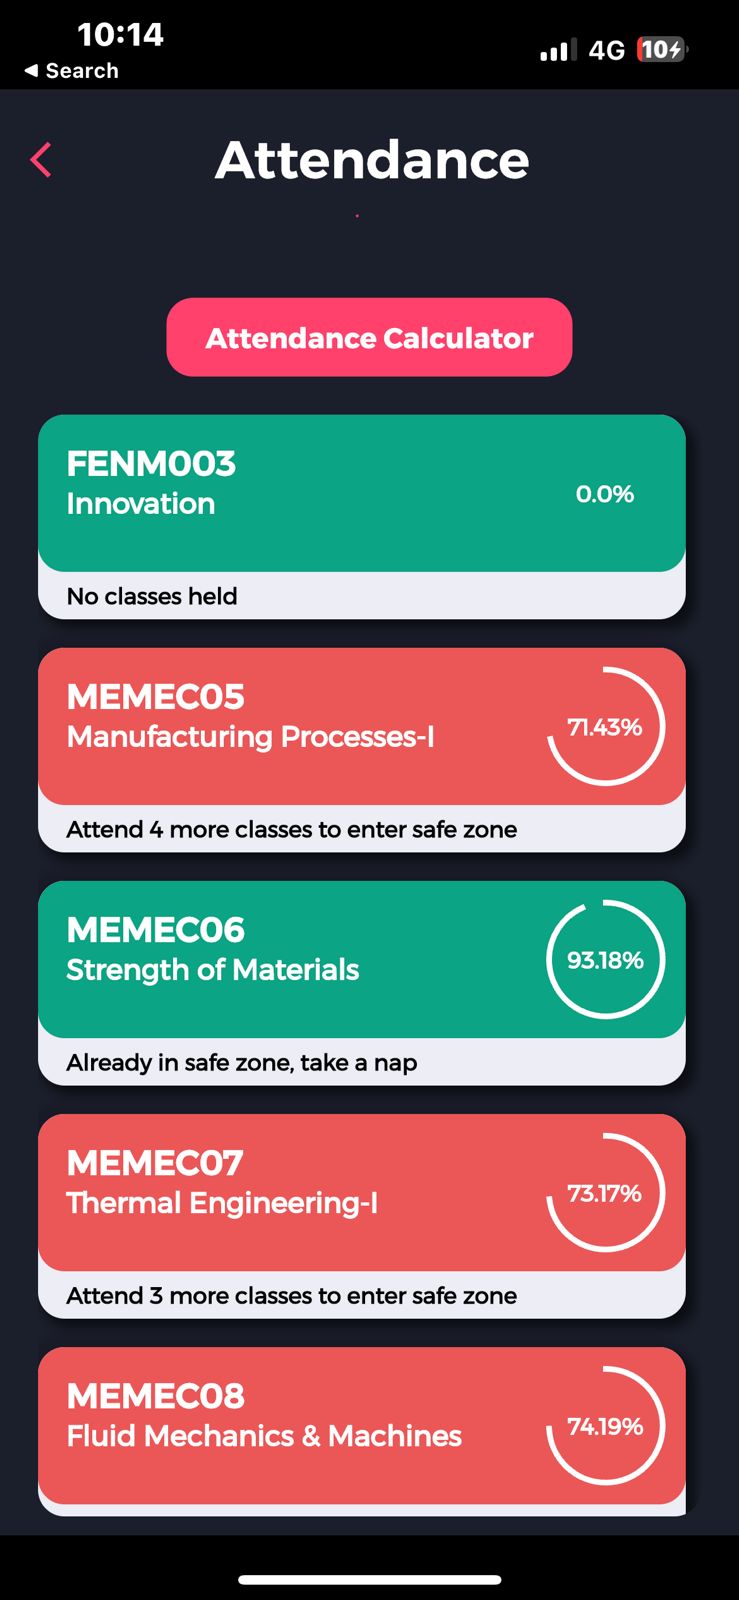 10:14
4G
10
Search
Attendance
Attendance Calculator
FENM003
Innovation
0.0%
No classes held
MEMEC05
Manufacturing Processes-I
71.43%
Attend 4 more classes to enter safe zone
MEMEC06
Strength of Materials
93.18%
Already in safe zone, take a nap
MEMEC07
Thermal Engineering-I
73.17%
Attend 3 more classes to enter safe zone
MEMEC08
Fluid Mechanics & Machines
74.19%